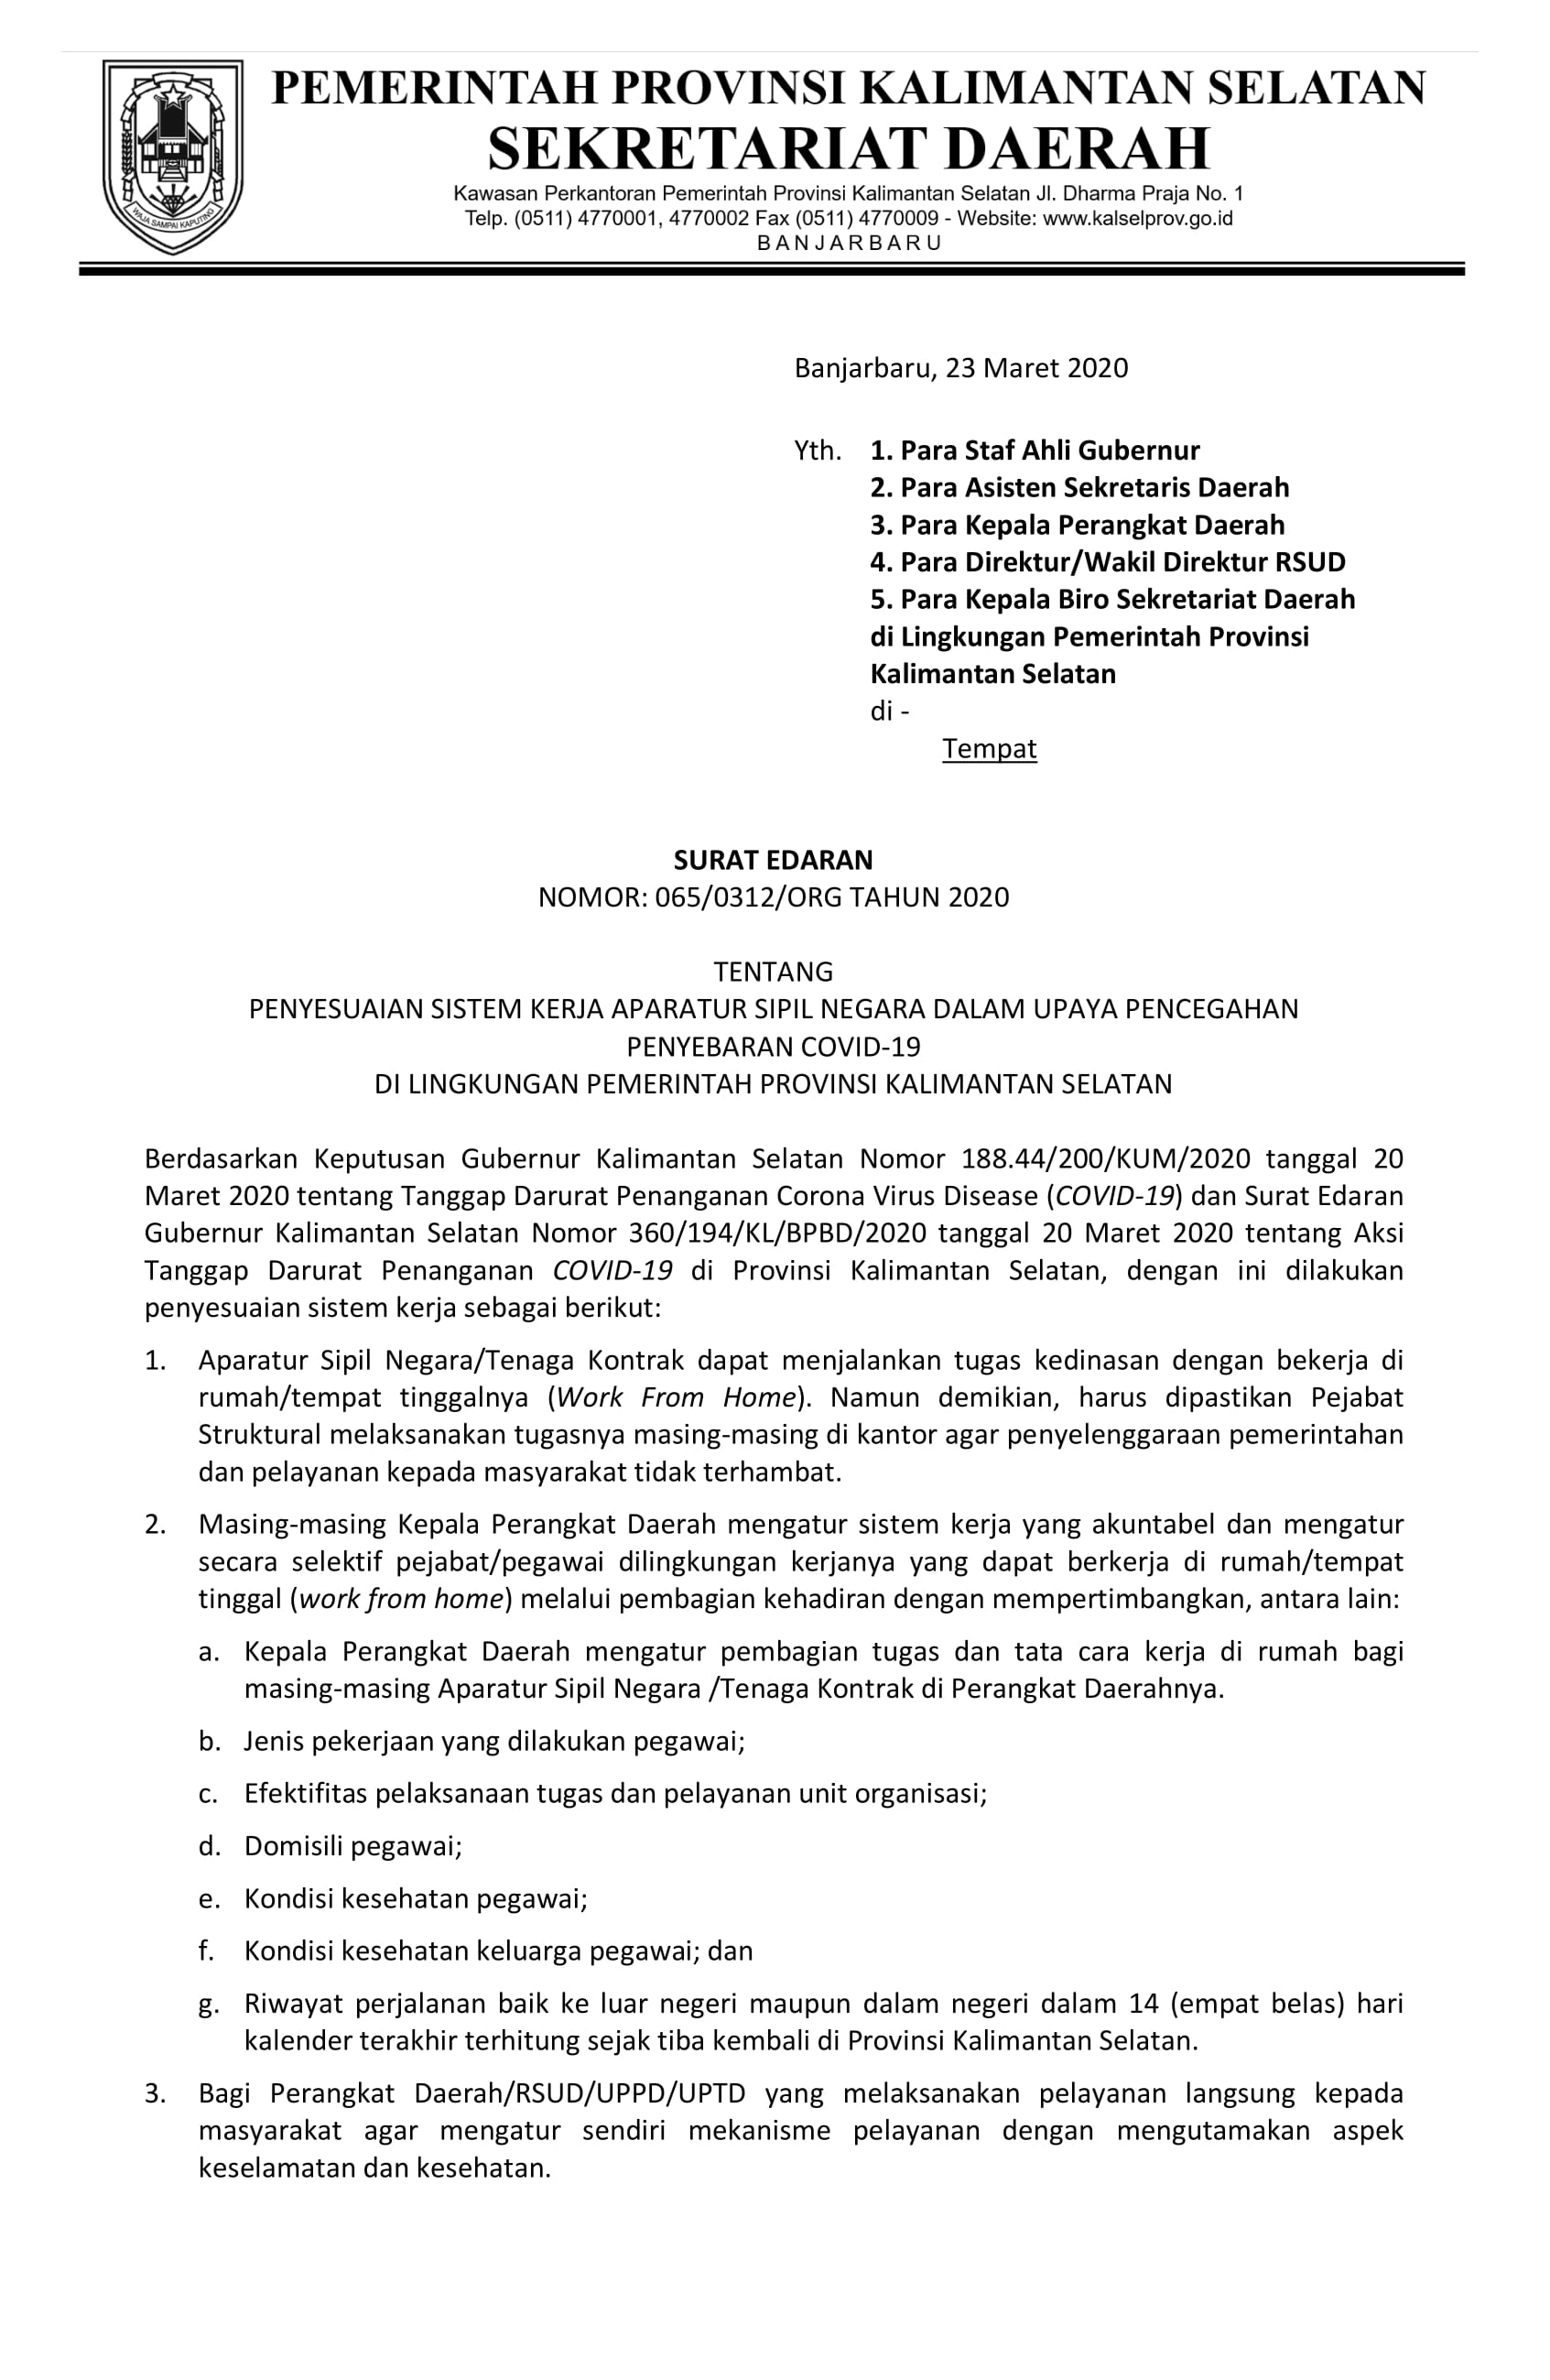 PEMERINTAH PROVINSI KALIMANTAN SELATAN
SEKRETARIAT DAERAH
Kawasan Perkantoran Pemerintah Provinsi Kalimantan Selatan Jl. Dharma Praja No. 1
Telp. (0511) 4770001, 4770002 Fax (0511) 4770009 - Website: www.kalselprov.go.id
BANJARBARU
WAJA SAMPAI KAPUTING
Banjarbaru, 23 Maret 2020
Yth. 1. Para Staf Ahli Gubernur
2. Para Asisten Sekretaris Daerah
3. Para Kepala Perangkat Daerah
4. Para Direktur/Wakil Direktur RSUD
5. Para Kepala Biro Sekretariat Daerah
di Lingkungan Pemerintah Provinsi
Kalimantan Selatan
di -
Tempat
SURAT EDARAN
NOMOR: 065/0312/ORG TAHUN 2020
TENTANG
PENYESUAIAN SISTEM KERJA APARATUR SIPIL NEGARA DALAM UPAYA PENCEGAHAN
PENYEBARAN COVID-19
DI LINGKUNGAN PEMERINTAH PROVINSI KALIMANTAN SELATAN
Berdasarkan Keputusan Gubernur Kalimantan Selatan Nomor 188.44/200/KUM/2020 tanggal 20
Maret 2020 tentang Tanggap Darurat Penanganan Corona Virus Disease (COVID-19) dan Surat Edaran
Gubernur Kalimantan Selatan Nomor 360/194/KL/BPBD/2020 tanggal 20 Maret 2020 tentang Aksi
Tanggap Darurat Penanganan COVID-19 di Provinsi Kalimantan Selatan, dengan ini dilakukan
penyesuaian sistem kerja sebagai berikut:
1. Aparatur Sipil Negara/Tenaga Kontrak dapat menjalankan tugas kedinasan dengan bekerja di
rumah/tempat tinggalnya (Work From Home). Namun demikian, harus dipastikan Pejabat
Struktural melaksanakan tugasnya masing-masing di kantor agar penyelenggaraan pemerintahan
dan pelayanan kepada masyarakat tidak terhambat.
2. Masing-masing Kepala Perangkat Daerah mengatur sistem kerja yang akuntabel dan mengatur
secara selektif pejabat/pegawai dilingkungan kerjanya yang dapat berkerja di rumah/tempat
tinggal (work from home) melalui pembagian kehadiran dengan mempertimbangkan, antara lain:
a. Kepala Perangkat Daerah mengatur pembagian tugas dan tata cara kerja di rumah bagi
masing-masing Aparatur Sipil Negara /Tenaga Kontrak di Perangkat Daerahnya.
b. Jenis pekerjaan yang dilakukan pegawai;
c. Efektifitas pelaksanaan tugas dan pelayanan unit organisasi;
d. Domisili pegawai;
e. Kondisi kesehatan pegawai;
f. Kondisi kesehatan keluarga pegawai; dan
g. Riwayat perjalanan baik ke luar negeri maupun dalam negeri dalam 14 (empat belas) hari
kalender terakhir terhitung sejak tiba kembali di Provinsi Kalimantan Selatan.
3. Bagi Perangkat Daerah/RSUD/UPPD/UPTD yang melaksanakan pelayanan langsung kepada
masyarakat agar mengatur sendiri mekanisme pelayanan dengan mengutamakan aspek
keselamatan dan kesehatan.